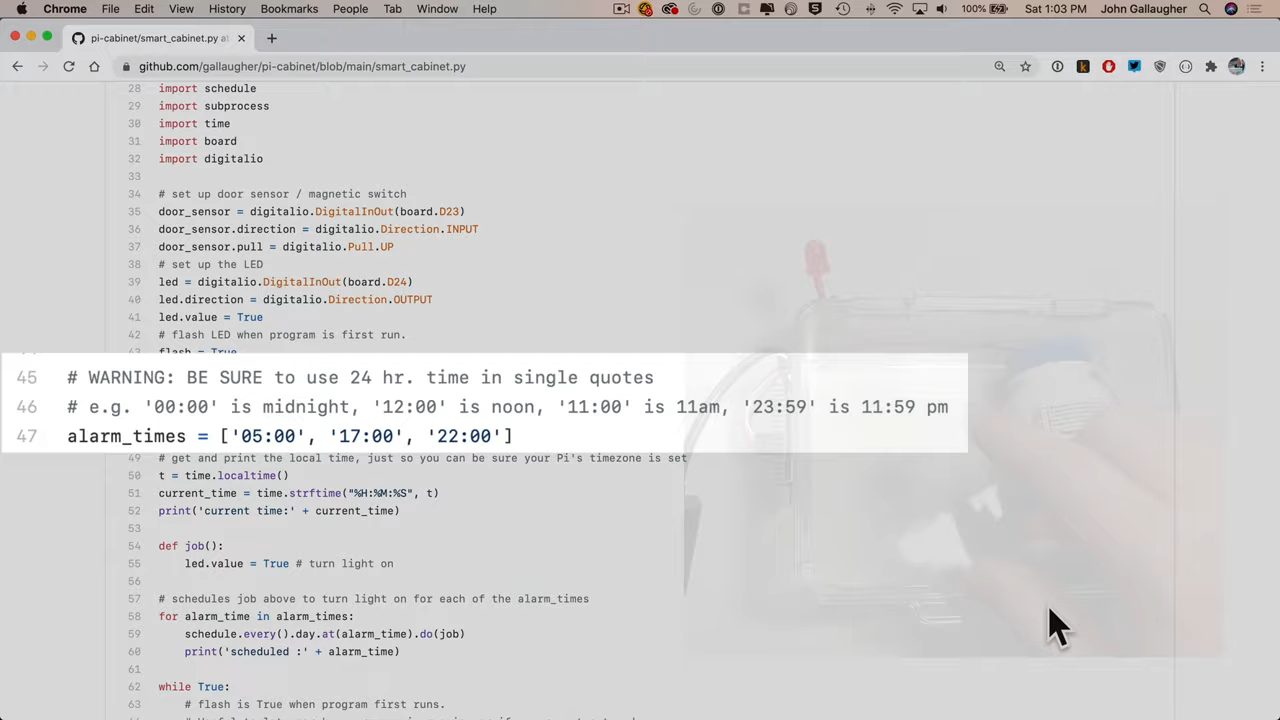 Chrome File Edit View History Bookmarks People Tab Window Help 100% Sat 1:03 PM John Gallaugher
pi-cabinet/smart_cabinet.py at
github.com/gallaugher/pi-cabinet/blob/main/smart_cabinet.py
28 import schedule
29 import subprocess
30 import time
31 import board
32 import digitalio
33
34 # set up door sensor / magnetic switch
35 door_sensor = digitalio.DigitalInOut(board.D23)
36 door_sensor.direction = digitalio.Direction.INPUT
37 door_sensor.pull = digitalio.Pull.UP
38 # set up the LED
39 led = digitalio.DigitalInOut(board.D24)
40 led.direction = digitalio.Direction.OUTPUT
41 led.value = True
42 # flash LED when program is first run.
43 flash = True
45 # WARNING: BE SURE to use 24 hr. time in single quotes
46 # e.g. '00:00' is midnight, '12:00' is noon, '11:00' is 11am, '23:59' is 11:59 pm
47 alarm_times = ['05:00', '17:00', '22:00']
49 # get and print the local time, just so you can be sure your Pi's timezone is set
50 t = time.localtime()
51 current_time = time.strftime("%H:%M:%S", t)
52 print('current time:' + current_time)
53
54 def job():
55 led.value = True # turn light on
56
57 # schedules job above to turn light on for each of the alarm_times
58 for alarm_time in alarm_times:
59 schedule.every().day.at(alarm_time).do(job)
60 print('scheduled :' + alarm_time)
61
62 while True:
63 # flash is True when program first runs.